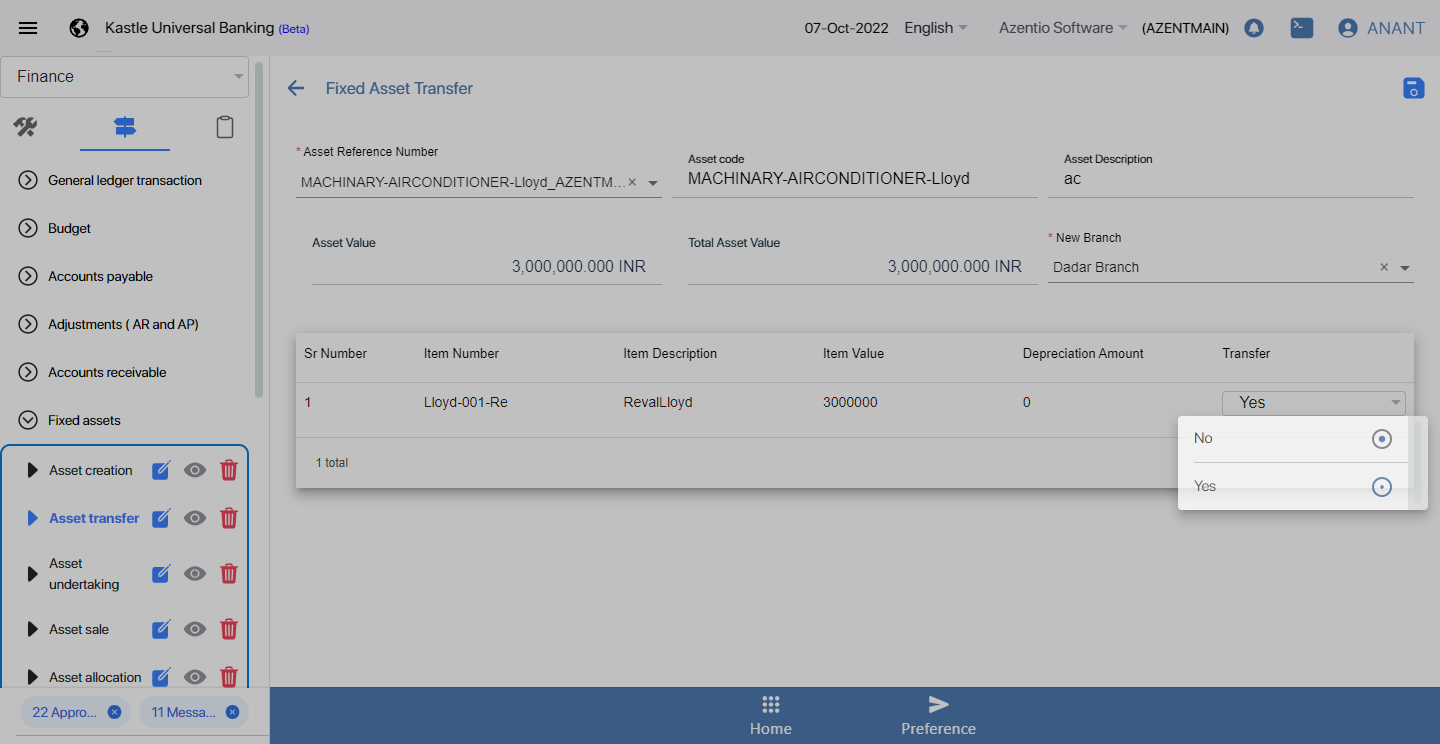 Kastle Universal Banking (Beta)
07-Oct-2022
English
Azentio Software
(AZENTMAIN)
ANANT
Finance
General ledger transaction
Budget
Accounts payable
Adjustments ( AR and AP)
Accounts receivable
Fixed assets
Asset creation
Asset transfer
Asset
undertaking
Asset sale
Asset allocation
22 Appro...
11 Messa...
Fixed Asset Transfer
* Asset Reference Number
MACHINARY-AIRCONDITIONER-Lloyd_AZENTM...
Asset code
MACHINARY-AIRCONDITIONER-Lloyd
Asset Description
ac
Asset Value
3,000,000.000 INR
Total Asset Value
3,000,000.000 INR
* New Branch
Dadar Branch
Sr Number Item Number Item Description Item Value Depreciation Amount Transfer
1 Lloyd-001-Re RevalLloyd 3000000 0 Yes
No
Yes
1 total
Home
Preference